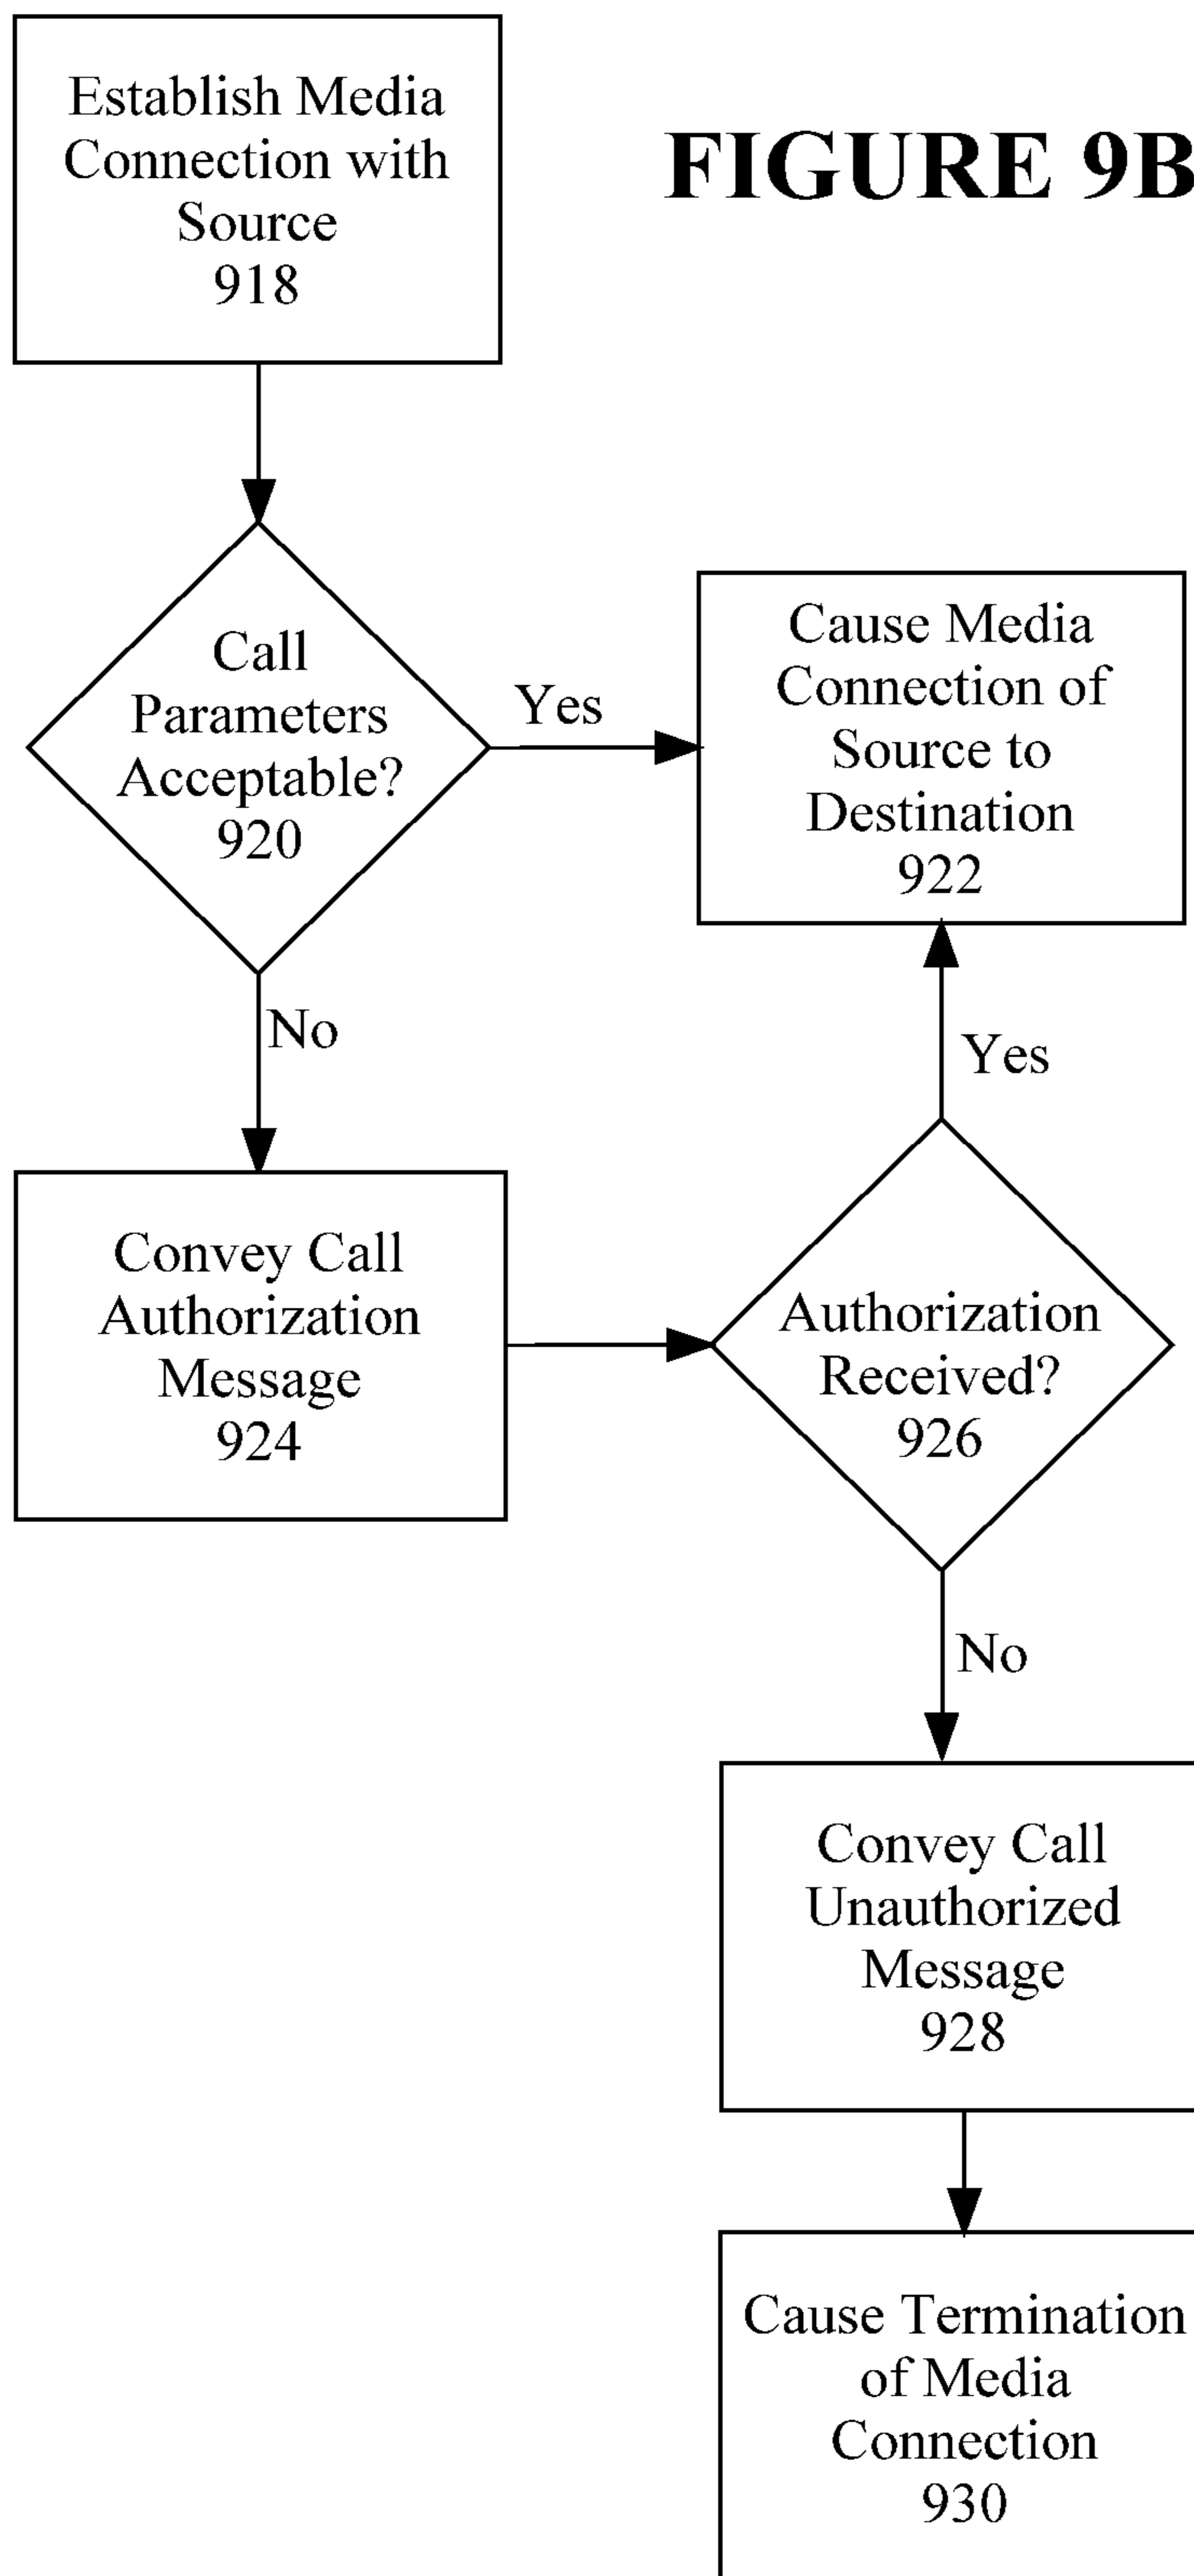 FIGURE 9B
Establish Media
Connection with
Source
918
Call
Parameters
Acceptable?
920
Yes
Cause Media
Connection of
Source to
Destination
922
No
Yes
Convey Call
Authorization
Message
924
Authorization
Received?
926
No
Convey Call
Unauthorized
Message
928
Cause Termination
of Media
Connection
930